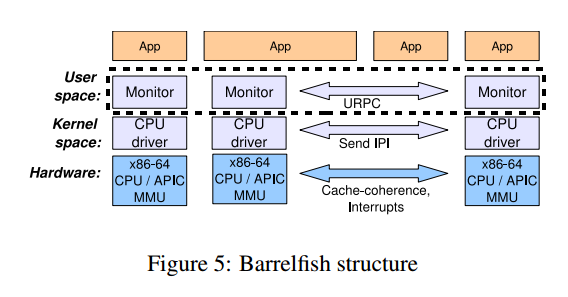 App App App App
User
space:
Monitor Monitor Monitor
URPC
Kernel
space:
CPU
driver
CPU
driver
CPU
driver
Send IPI
Hardware:
x86-64
CPU / APIC
MMU
x86-64
CPU / APIC
MMU
x86-64
CPU / APIC
MMU
Cache-coherence,
Interrupts
Figure 5: Barrelfish structure